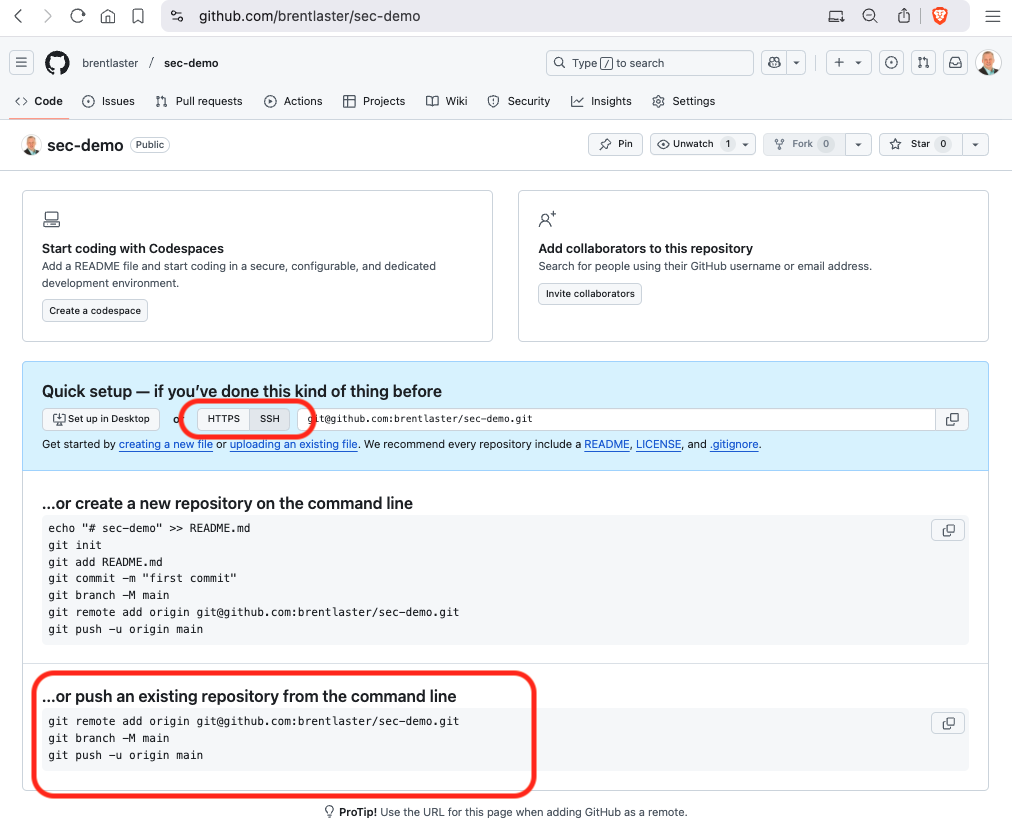 github.com/brentlaster/sec-demo
brentlaster / sec-demo
Type / to search
Code Issues Pull requests Actions Projects Wiki Security Insights Settings
sec-demo Public
Pin Unwatch 1 Fork 0 Star 0
Start coding with Codespaces
Add a README file and start coding in a secure, configurable, and dedicated
development environment.
Create a codespace
Add collaborators to this repository
Search for people using their GitHub username or email address.
Invite collaborators
Quick setup — if you've done this kind of thing before
Set up in Desktop or HTTPS SSH git@github.com:brentlaster/sec-demo.git
Get started by creating a new file or uploading an existing file. We recommend every repository include a README, LICENSE, and .gitignore.
...or create a new repository on the command line
echo "# sec-demo" >> README.md
git init
git add README.md
git commit -m "first commit"
git branch -M main
git remote add origin git@github.com:brentlaster/sec-demo.git
git push -u origin main
...or push an existing repository from the command line
git remote add origin git@github.com:brentlaster/sec-demo.git
git branch -M main
git push -u origin main
ProTip! Use the URL for this page when adding GitHub as a remote.